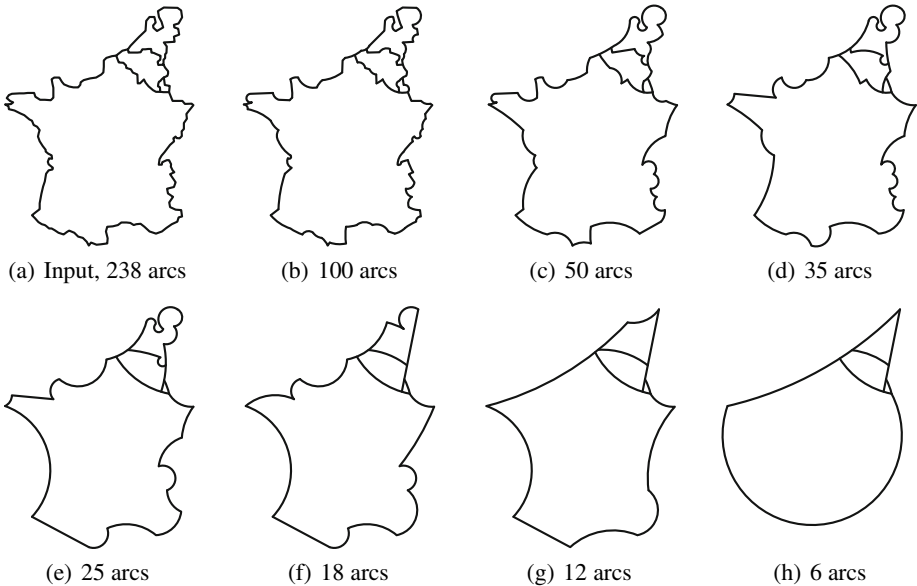 (a) Input, 238 arcs
(b) 100 arcs
(c) 50 arcs
(d) 35 arcs
(e) 25 arcs
(f) 18 arcs
(g) 12 arcs
(h) 6 arcs